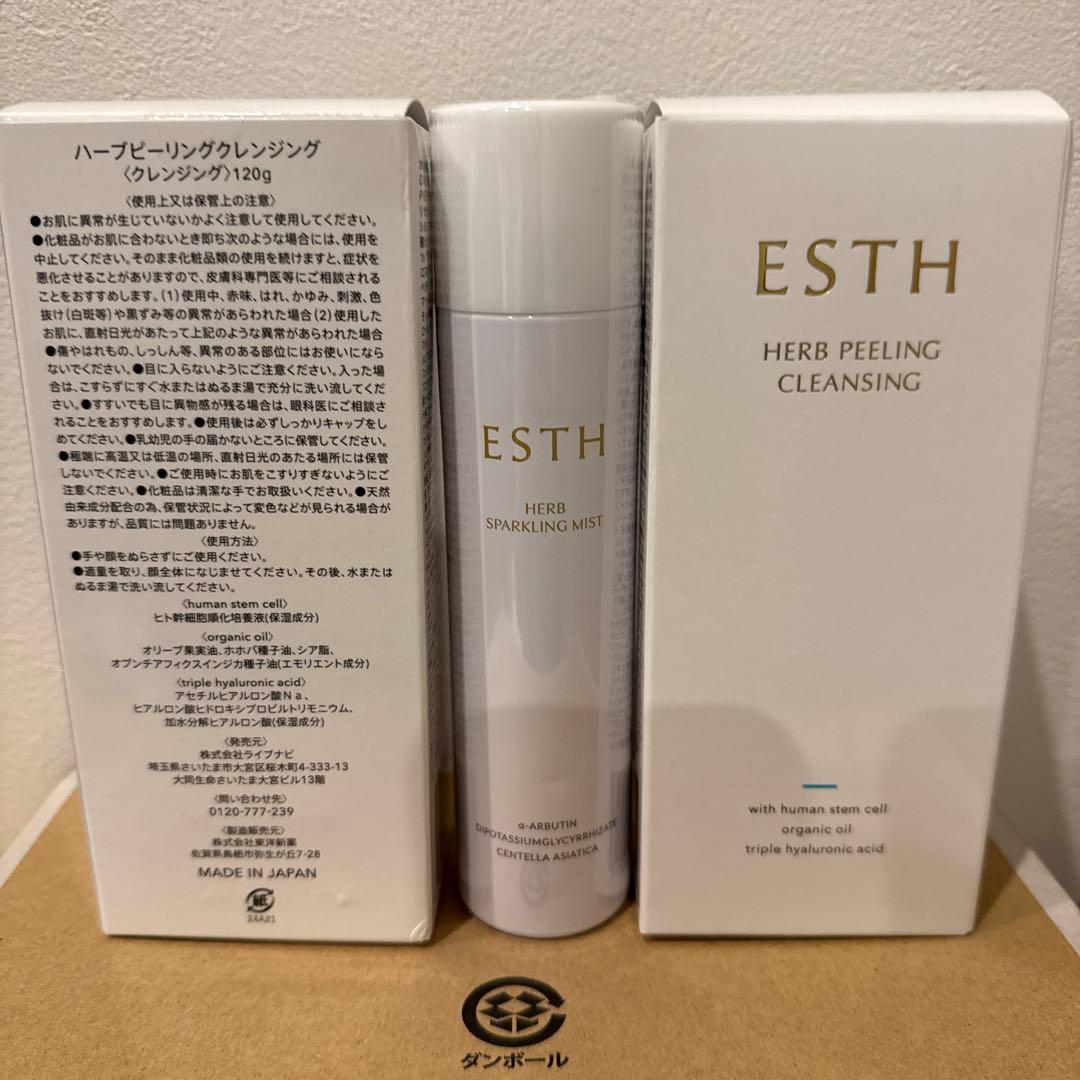 ハーブピーリングクレンジング
〈クレンジング〉120g
〈使用上又は保管上の注意〉
●お肌に異常が生じていないかよく注意して使用してください。
●化粧品がお肌に合わないとき即ち次のような場合には、使用を
中止してください。そのまま化粧品類の使用を続けますと、症状を
悪化させることがありますので、皮膚科専門医等にご相談される
ことをおすすめします。(1)使用中、赤味、はれ、かゆみ、刺激、色
抜け(白斑等)や黒ずみ等の異常があらわれた場合(2)使用した
お肌に、直射日光があたって上記のような異常があらわれた場合
●傷やはれもの、しっしん等、異常のある部位にはお使いになら
ないでください。●目に入らないようにご注意ください。入った場
合は、こすらずにすぐ水またはぬるま湯で充分に洗い流してくだ
さい。●すすいでも目に異物感が残る場合は、眼科医にご相談さ
れることをおすすめします。●使用後は必ずしっかりキャップをし
めてください。●乳幼児の手の届かないところに保管してください。
●極端に高温又は低温の場所、直射日光のあたる場所には保管
しないでください。●ご使用時にお肌をこすりすぎないようにご
注意ください。●化粧品は清潔な手でお取扱いください。●天然
由来成分配合の為、保管状況によって変色などが見られる場合が
ありますが、品質には問題ありません。
〈使用方法〉
●手や顔をぬらさずにご使用ください。
●適量を取り、顔全体になじませてください。その後、水または
ぬるま湯で洗い流してください。
〈human stem cell〉
ヒト幹細胞順化培養液(保湿成分)
〈organic oil〉
オリーブ果実油、ホホバ種子油、シア脂、
オプンチアフィクスインジカ種子油(エモリエント成分)
〈triple hyaluronic acid〉
アセチルヒアルロン酸Na、
ヒアルロン酸ヒドロキシプロピルトリモニウム、
加水分解ヒアルロン酸(保湿成分)
〈発売元〉
株式会社ライブナビ
埼玉県さいたま市大宮区桜木町4-333-13
大同生命さいたま大宮ビル13階
〈問い合わせ先〉
0120-777-239
〈製造販売元〉
株式会社東洋新薬
佐賀県鳥栖市弥生が丘7-28
MADE IN JAPAN
紙
24A21
ESTH
HERB
SPARKLING MIST
α-ARBUTIN
DIPOTASSIUMGLYCYRRHIZATE
CENTELLA ASIATICA
ESTH
HERB PEELING
CLEANSING
with human stem cell
organic oil
triple hyaluronic acid
ダンボール